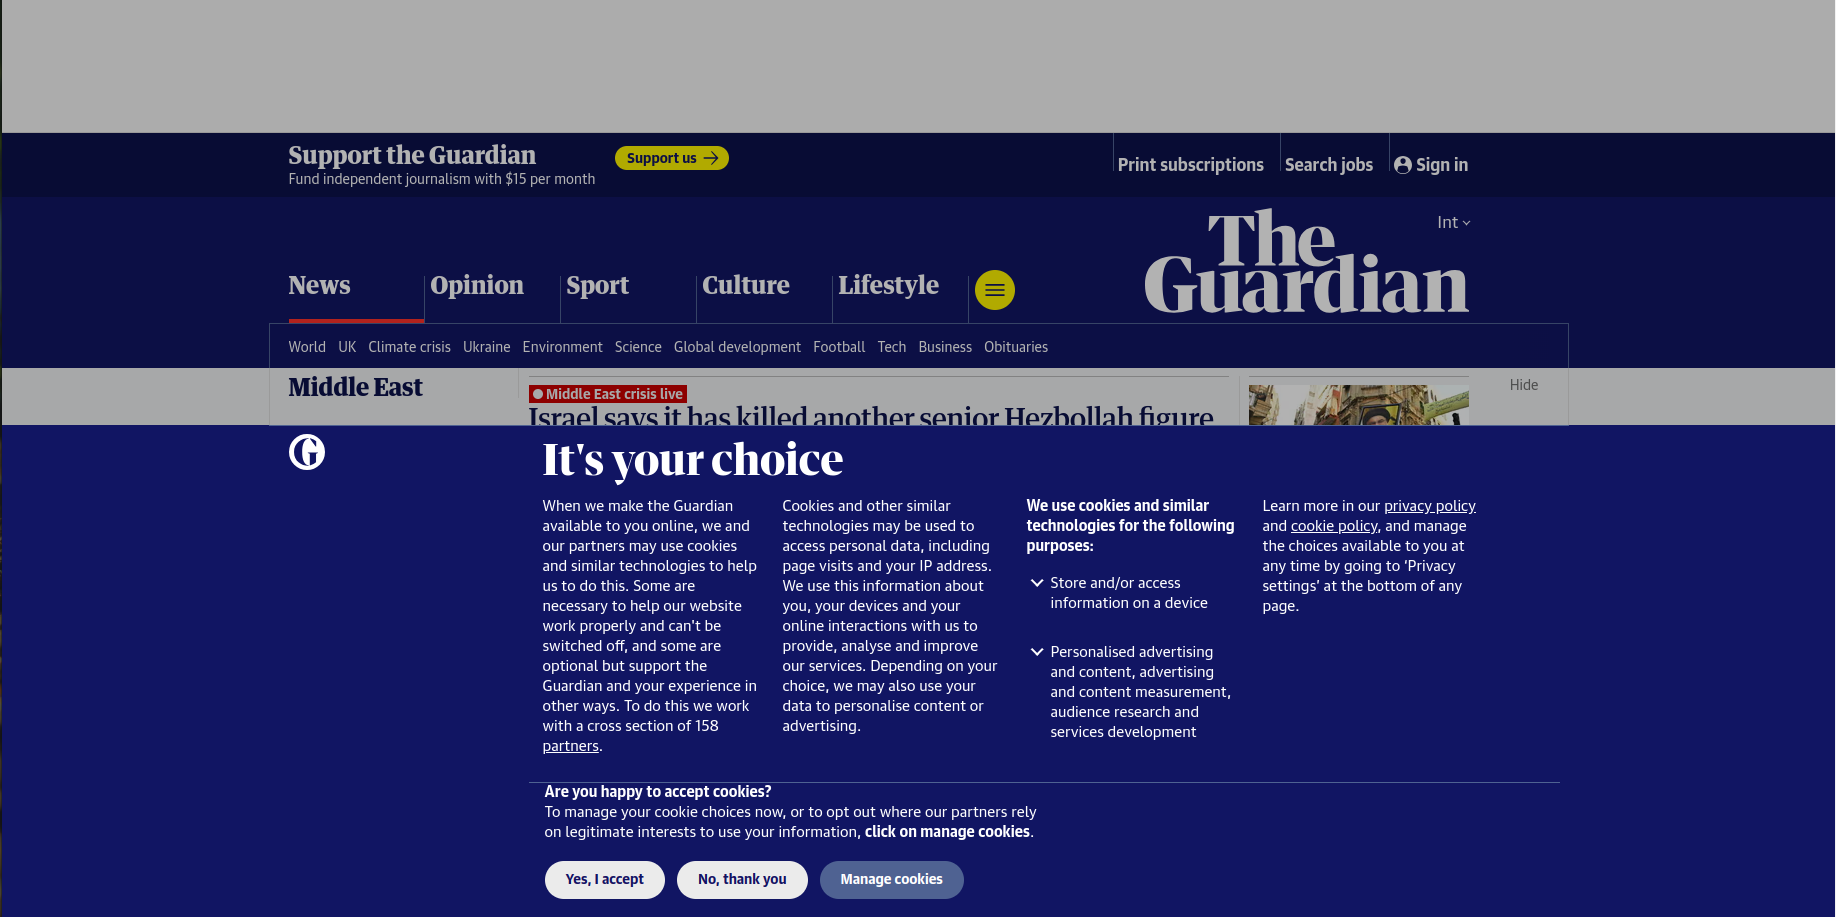 Support the Guardian
Fund independent journalism with $15 per month
Support us
Print subscriptions
Search jobs
Sign in
Int
The
Guardian
News
Opinion
Sport
Culture
Lifestyle
World UK Climate crisis Ukraine Environment Science Global development Football Tech Business Obituaries
Middle East
Middle East crisis live
Israel says it has killed another senior Hezbollah figure
Hide
G
It's your choice
When we make the Guardian
available to you online, we and
our partners may use cookies
and similar technologies to help
us to do this. Some are
necessary to help our website
work properly and can't be
switched off, and some are
optional but support the
Guardian and your experience in
other ways. To do this we work
with a cross section of 158
partners.
Cookies and other similar
technologies may be used to
access personal data, including
page visits and your IP address.
We use this information about
you, your devices and your
online interactions with us to
provide, analyse and improve
our services. Depending on your
choice, we may also use your
data to personalise content or
advertising.
We use cookies and similar
technologies for the following
purposes:
Store and/or access
information on a device
Personalised advertising
and content, advertising
and content measurement,
audience research and
services development
Learn more in our privacy policy
and cookie policy, and manage
the choices available to you at
any time by going to ‘Privacy
settings’ at the bottom of any
page.
Are you happy to accept cookies?
To manage your cookie choices now, or to opt out where our partners rely
on legitimate interests to use your information, click on manage cookies.
Yes, I accept
No, thank you
Manage cookies